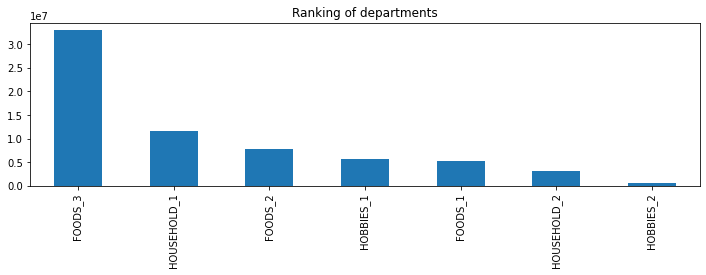 Ranking of departments
1e7
3.0
2.5
2.0
1.5
1.0
0.5
0.0
FOODS_3
HOUSEHOLD_1
FOODS_2
HOBBIES_1
FOODS_1
HOUSEHOLD_2
HOBBIES_2